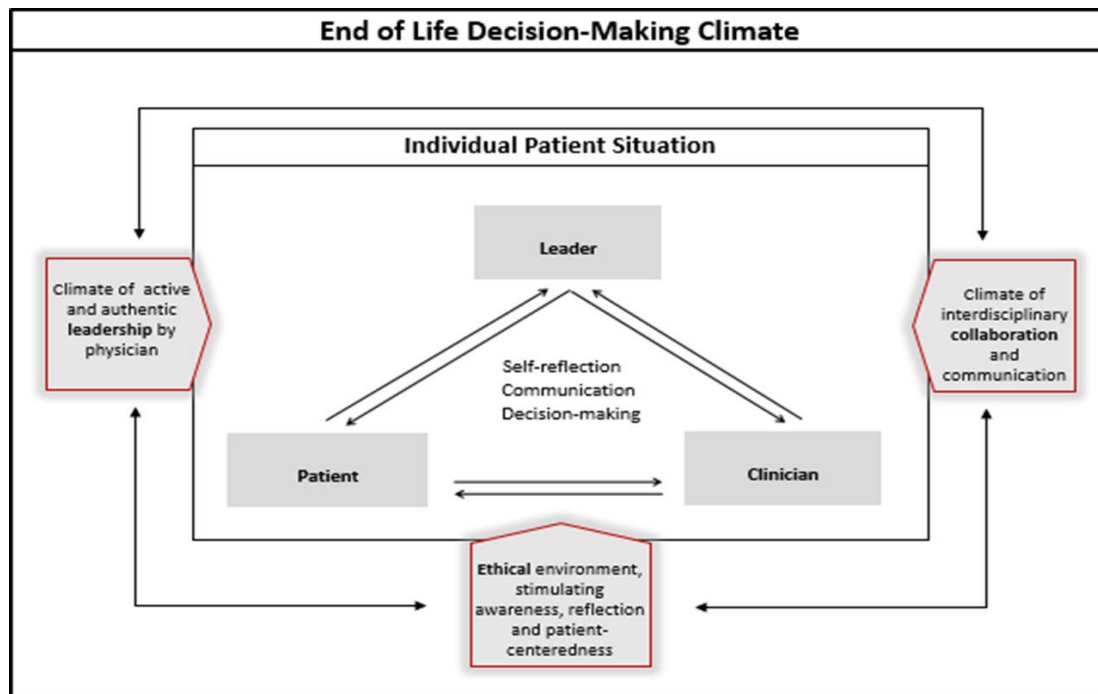 End of Life Decision-Making Climate
Individual Patient Situation
Leader
Climate of active
and authentic
leadership by
physician
Climate of
interdisciplinary
collaboration
and
communication
Self-reflection
Communication
Decision-making
Patient
Clinician
Ethical environment,
stimulating
awareness, reflection
and patient-
centeredness